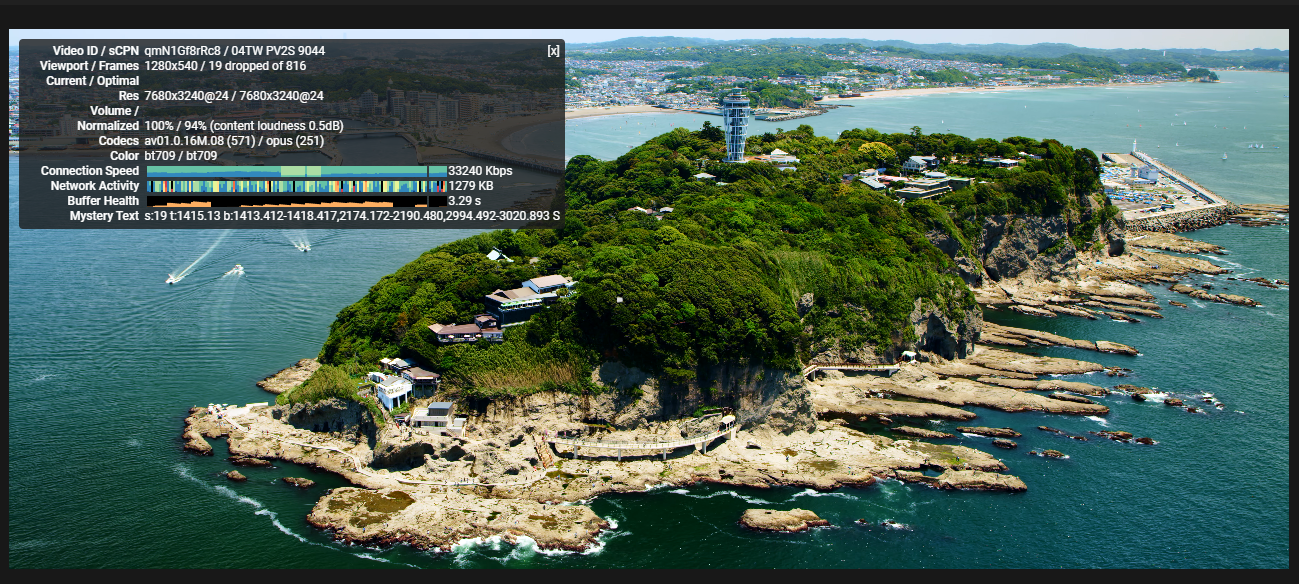 Video ID / sCPN qmN1Gf8rRc8 / 04TW PV2S 9044 [x]
Viewport / Frames 1280x540 / 19 dropped of 816
Current / Optimal
Res 7680x3240@24 / 7680x3240@24
Volume /
Normalized 100% / 94% (content loudness 0.5dB)
Codecs av01.0.16M.08 (571) / opus (251)
Color bt709 / bt709
Connection Speed 33240 Kbps
Network Activity 1279 KB
Buffer Health 3.29 s
Mystery Text s:19 t:1415.13 b:1413.412-1418.417,2174.172-2190.480,2994.492-3020.893 S